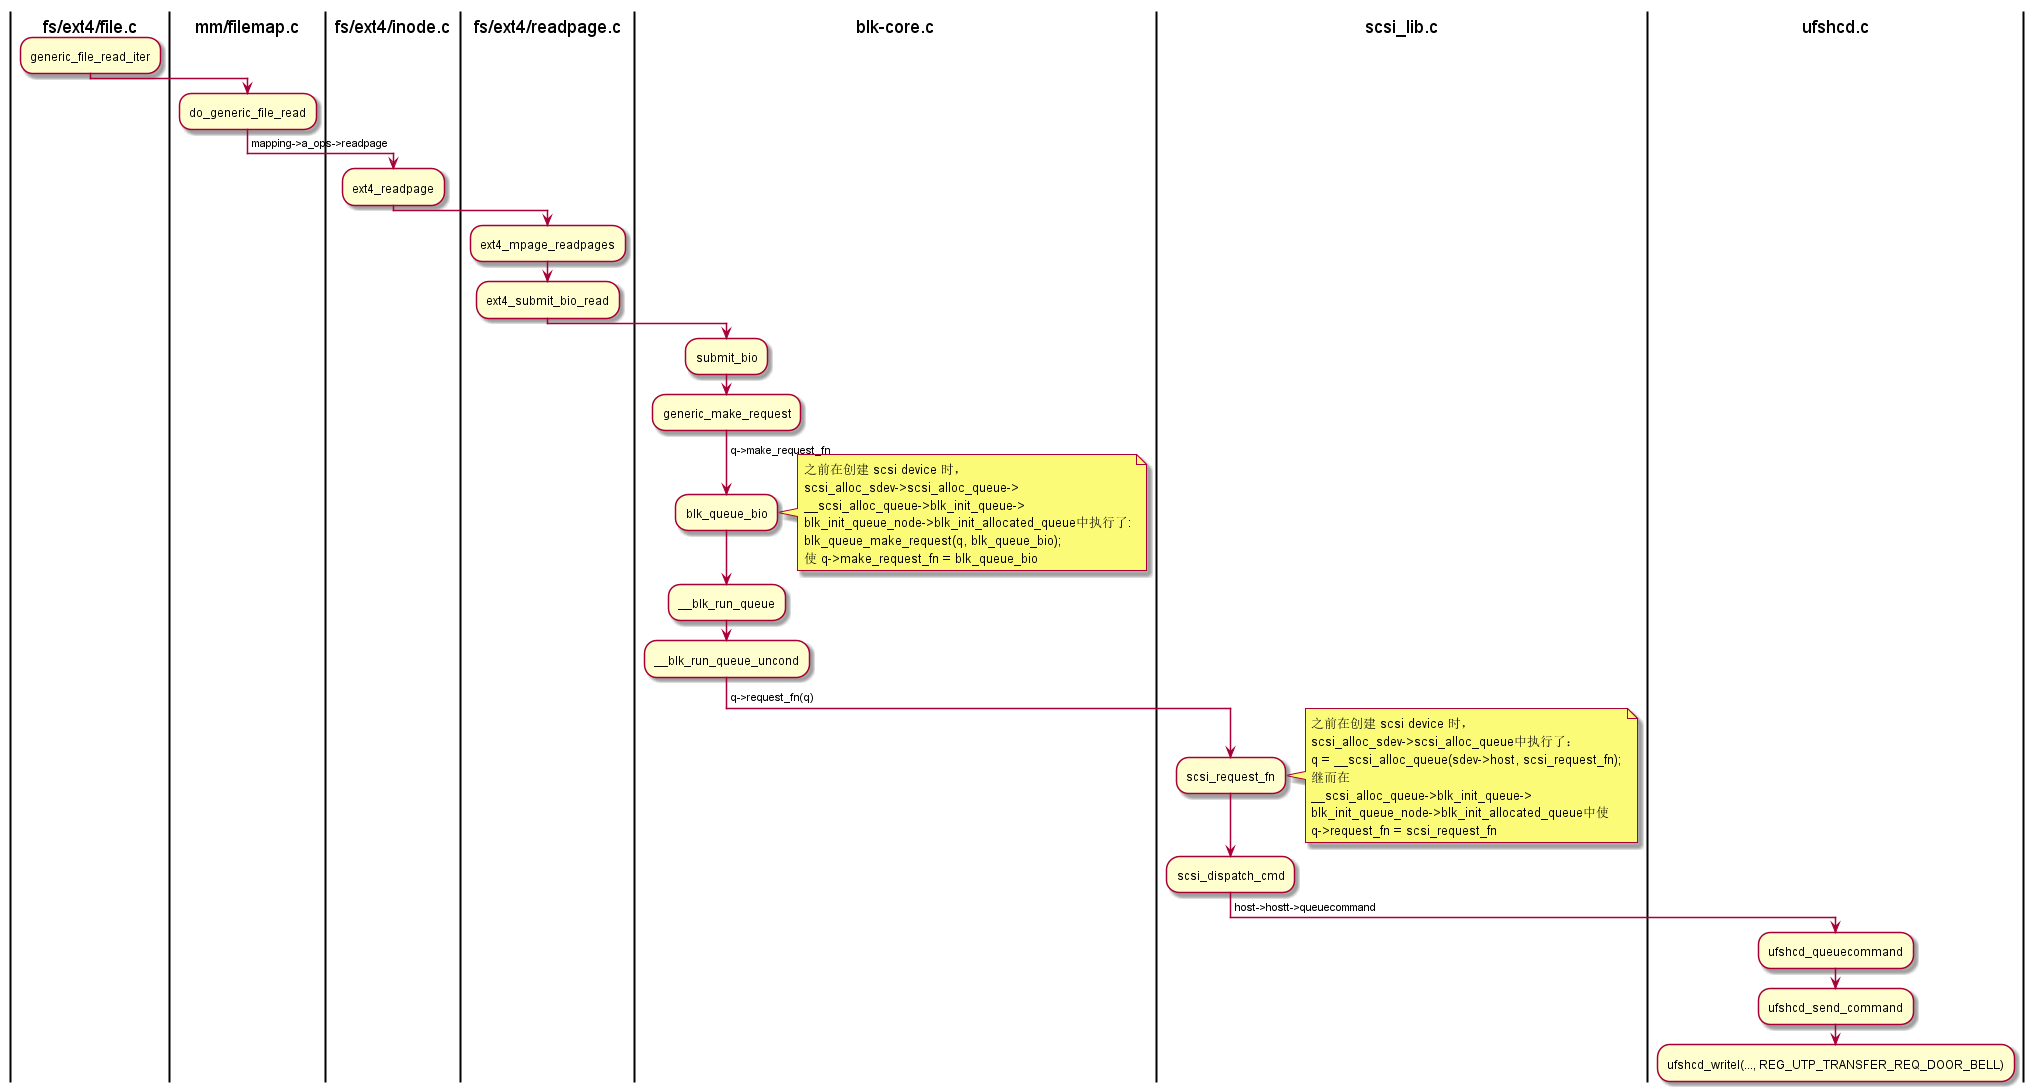 fs/ext4/file.c
mm/filemap.c
fs/ext4/inode.c
fs/ext4/readpage.c
blk-core.c
scsi_lib.c
ufshcd.c
generic_file_read_iter
do_generic_file_read
mapping->a_ops->readpage
ext4_readpage
ext4_mpage_readpages
ext4_submit_bio_read
submit_bio
generic_make_request
q->make_request_fn
blk_queue_bio
之前在创建 scsi device 时，
scsi_alloc_sdev->scsi_alloc_queue->
__scsi_alloc_queue->blk_init_queue->
blk_init_queue_node->blk_init_allocated_queue中执行了:
blk_queue_make_request(q, blk_queue_bio);
使 q->make_request_fn = blk_queue_bio
__blk_run_queue
__blk_run_queue_uncond
q->request_fn(q)
scsi_request_fn
之前在创建 scsi device 时，
scsi_alloc_sdev->scsi_alloc_queue中执行了：
q = __scsi_alloc_queue(sdev->host, scsi_request_fn);
继而在
__scsi_alloc_queue->blk_init_queue->
blk_init_queue_node->blk_init_allocated_queue中使
q->request_fn = scsi_request_fn
scsi_dispatch_cmd
host->hostt->queuecommand
ufshcd_queuecommand
ufshcd_send_command
ufshcd_writel(..., REG_UTP_TRANSFER_REQ_DOOR_BELL)